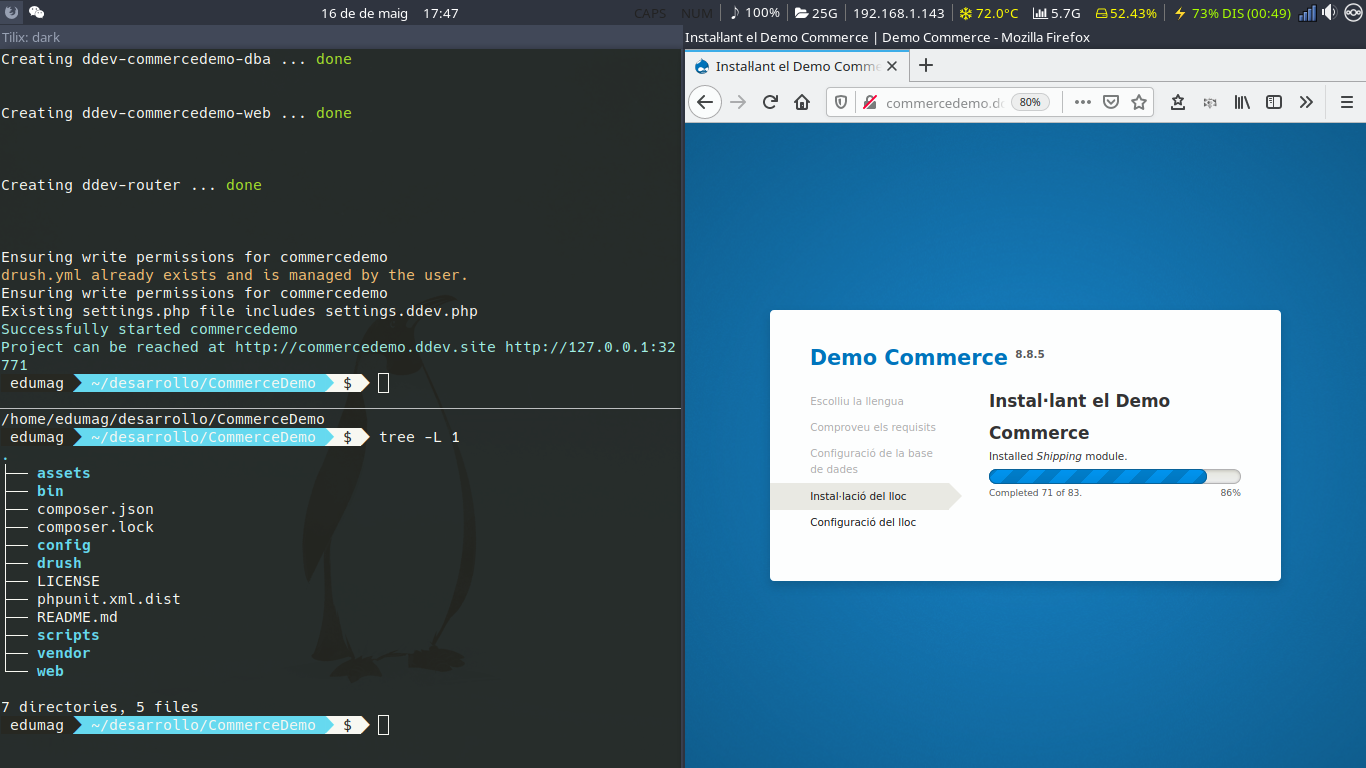 16 de de maig 17:47 CAPS NUM 100% 25G 192.168.1.143 72.0°C 5.7G 52.43% 73% DIS (00:49)
Tilix: dark
Creating ddev-commercedemo-dba ... done
Creating ddev-commercedemo-web ... done
Creating ddev-router ... done
Ensuring write permissions for commercedemo
drush.yml already exists and is managed by the user.
Ensuring write permissions for commercedemo
Existing settings.php file includes settings.ddev.php
Successfully started commercedemo
Project can be reached at http://commercedemo.ddev.site http://127.0.0.1:32
771
edumag ~/desarrollo/CommerceDemo $
/home/edumag/desarrollo/CommerceDemo
edumag ~/desarrollo/CommerceDemo $ tree -L 1
.
├── assets
├── bin
├── composer.json
├── composer.lock
├── config
├── drush
├── LICENSE
├── phpunit.xml.dist
├── README.md
├── scripts
├── vendor
└── web
7 directories, 5 files
edumag ~/desarrollo/CommerceDemo $
Instaŀlant el Demo Commerce | Demo Commerce - Mozilla Firefox
Instaŀlant el Demo Comme
commercedemo.dd 80%
Demo Commerce 8.8.5
Escolliu la llengua
Comproveu els requisits
Configuració de la base
de dades
Instal·lació del lloc
Configuració del lloc
Instal·lant el Demo
Commerce
Installed Shipping module.
Completed 71 of 83. 86%